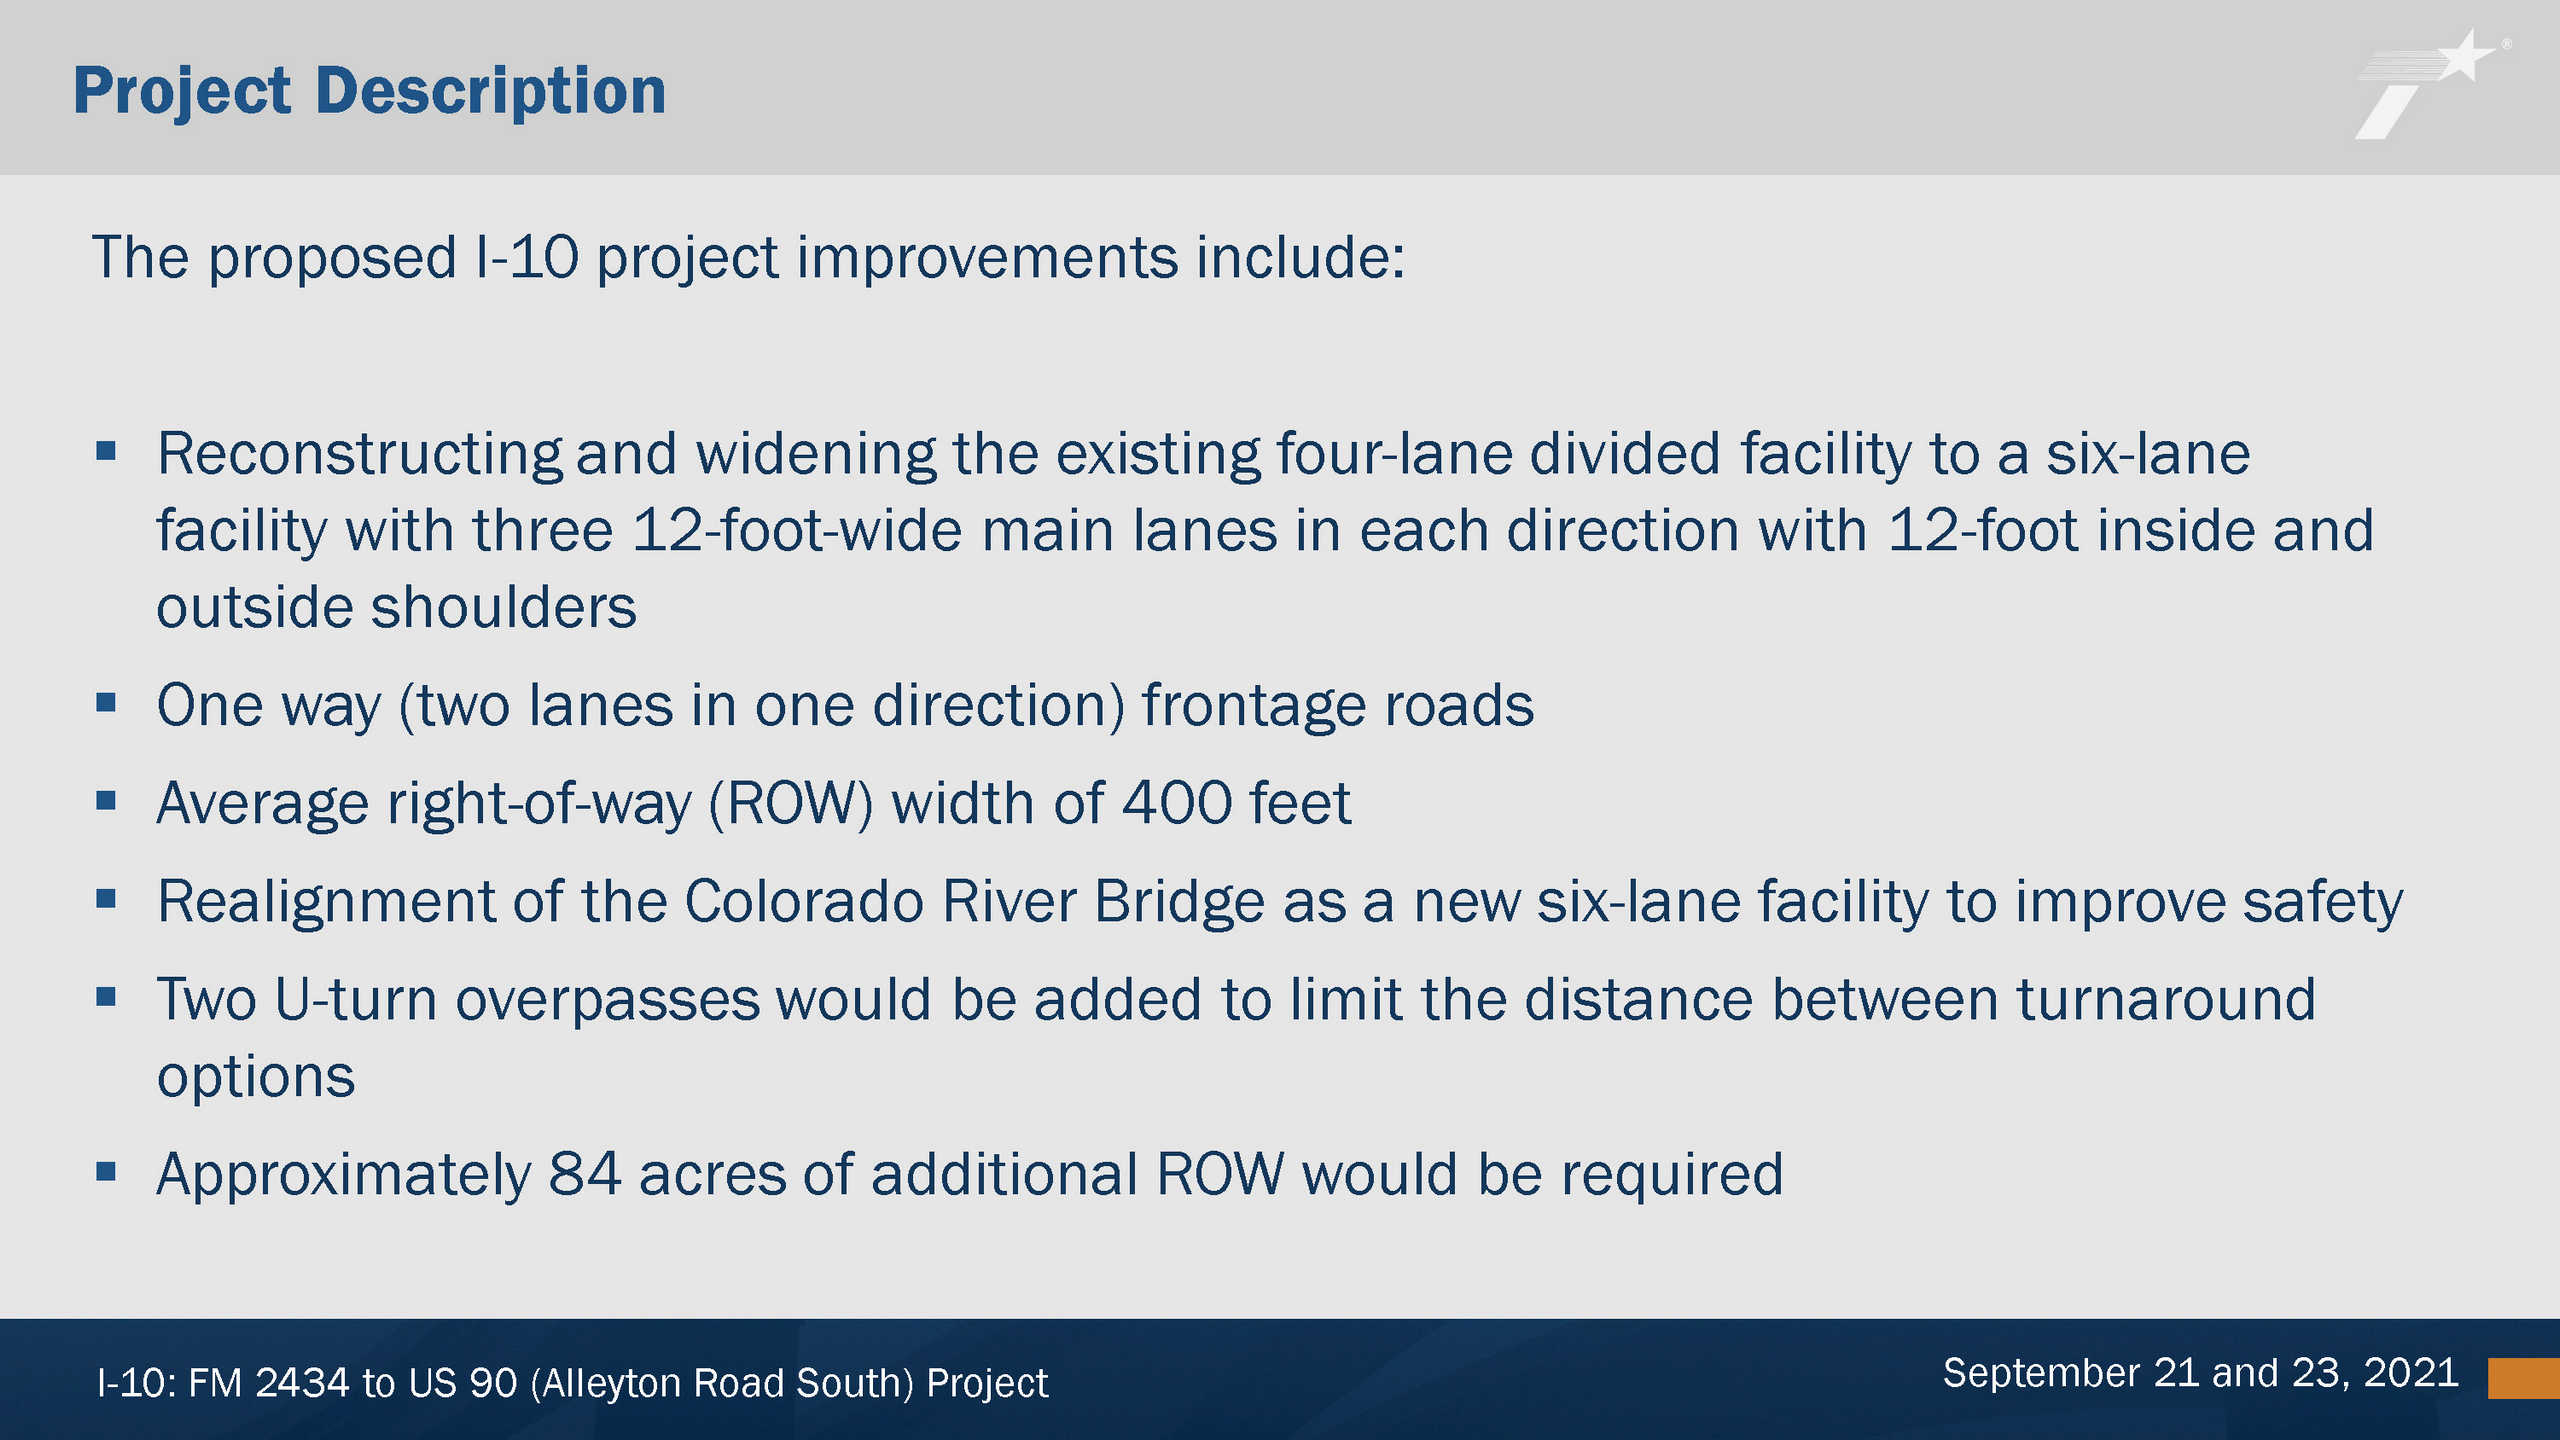 Project Description
®
The proposed I-10 project improvements include:
▪ Reconstructing and widening the existing four-lane divided facility to a six-lane
facility with three 12-foot-wide main lanes in each direction with 12-foot inside and
outside shoulders
▪ One way (two lanes in one direction) frontage roads
▪ Average right-of-way (ROW) width of 400 feet
▪ Realignment of the Colorado River Bridge as a new six-lane facility to improve safety
▪ Two U-turn overpasses would be added to limit the distance between turnaround
options
▪ Approximately 84 acres of additional ROW would be required
I-10: FM 2434 to US 90 (Alleyton Road South) Project
September 21 and 23, 2021